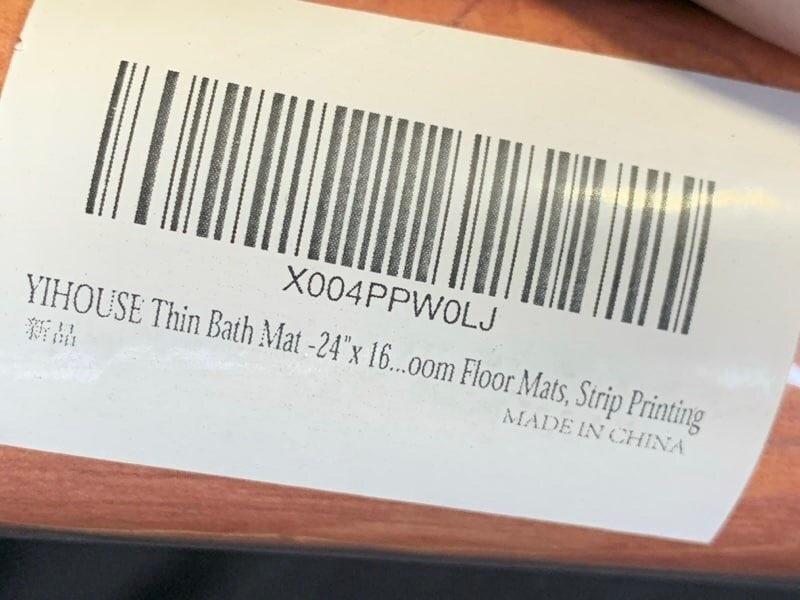 X004PPW0LJ
YIHOUSE Thin Bath Mat -24"x 16...oom Floor Mats, Strip Printing
新品
MADE IN CHINA